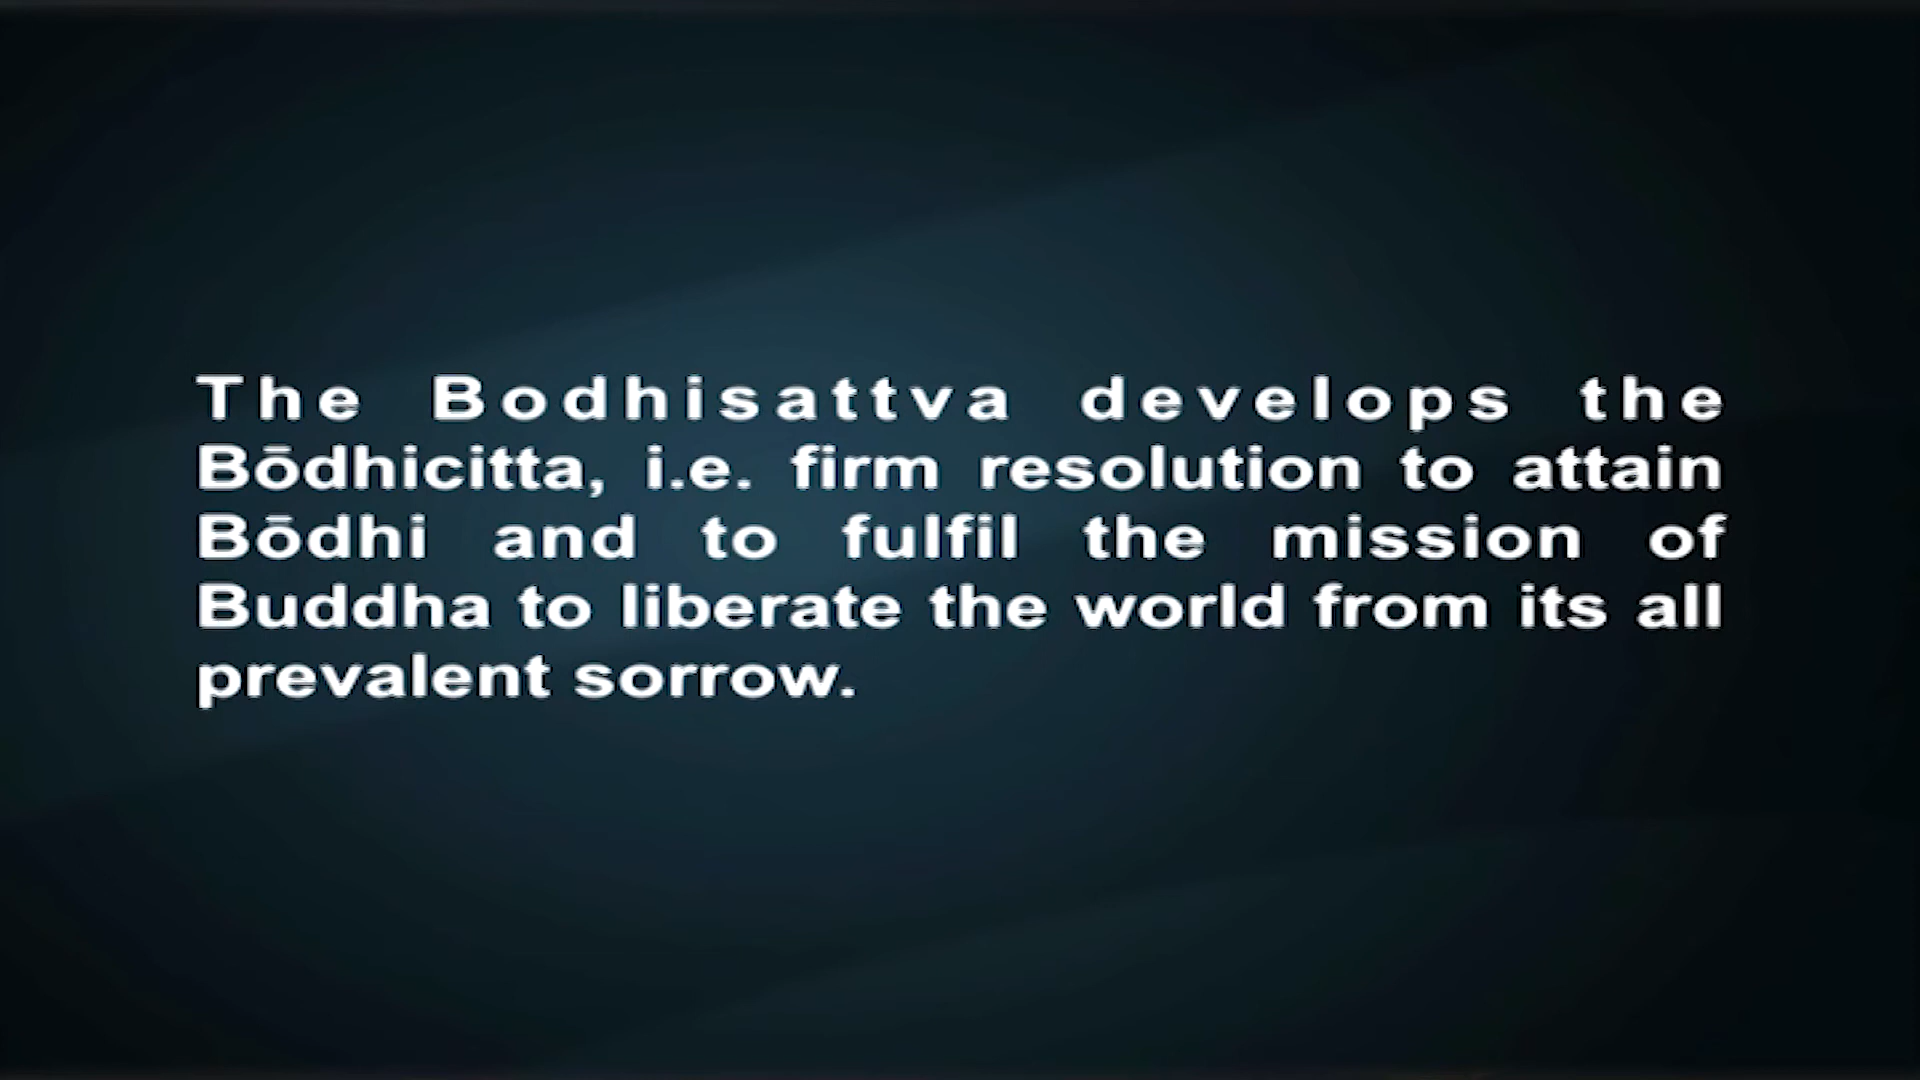 The Bodhisattva develops the
Bōdhicitta, i.e. firm resolution to attain
Bōdhi and to fulfil the mission of
Buddha to liberate the world from its all
prevalent sorrow.